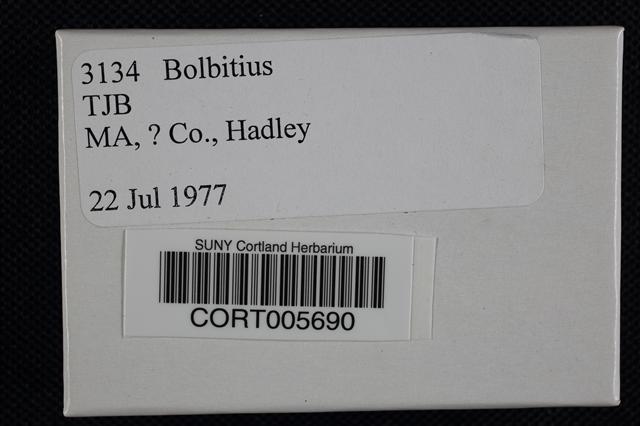 3134 Bolbitius
TJB
MA, ? Co., Hadley
22 Jul 1977
SUNY Cortland Herbarium
CORT005690